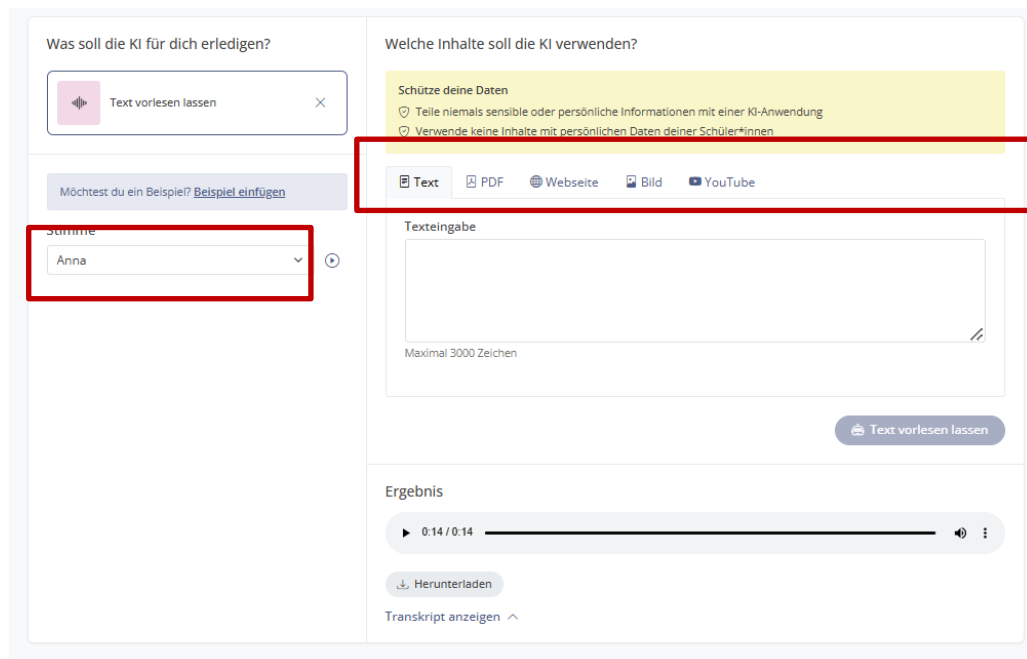 Was soll die KI für dich erledigen?
Text vorlesen lassen
Möchtest du ein Beispiel? Beispiel einfügen
Stimme
Anna
Welche Inhalte soll die KI verwenden?
Schütze deine Daten
Teile niemals sensible oder persönliche Informationen mit einer KI-Anwendung
Verwende keine Inhalte mit persönlichen Daten deiner Schüler*innen
Text PDF Webseite Bild YouTube
Texteingabe
Maximal 3000 Zeichen
Text vorlesen lassen
Ergebnis
0:14 / 0:14
Herunterladen
Transkript anzeigen